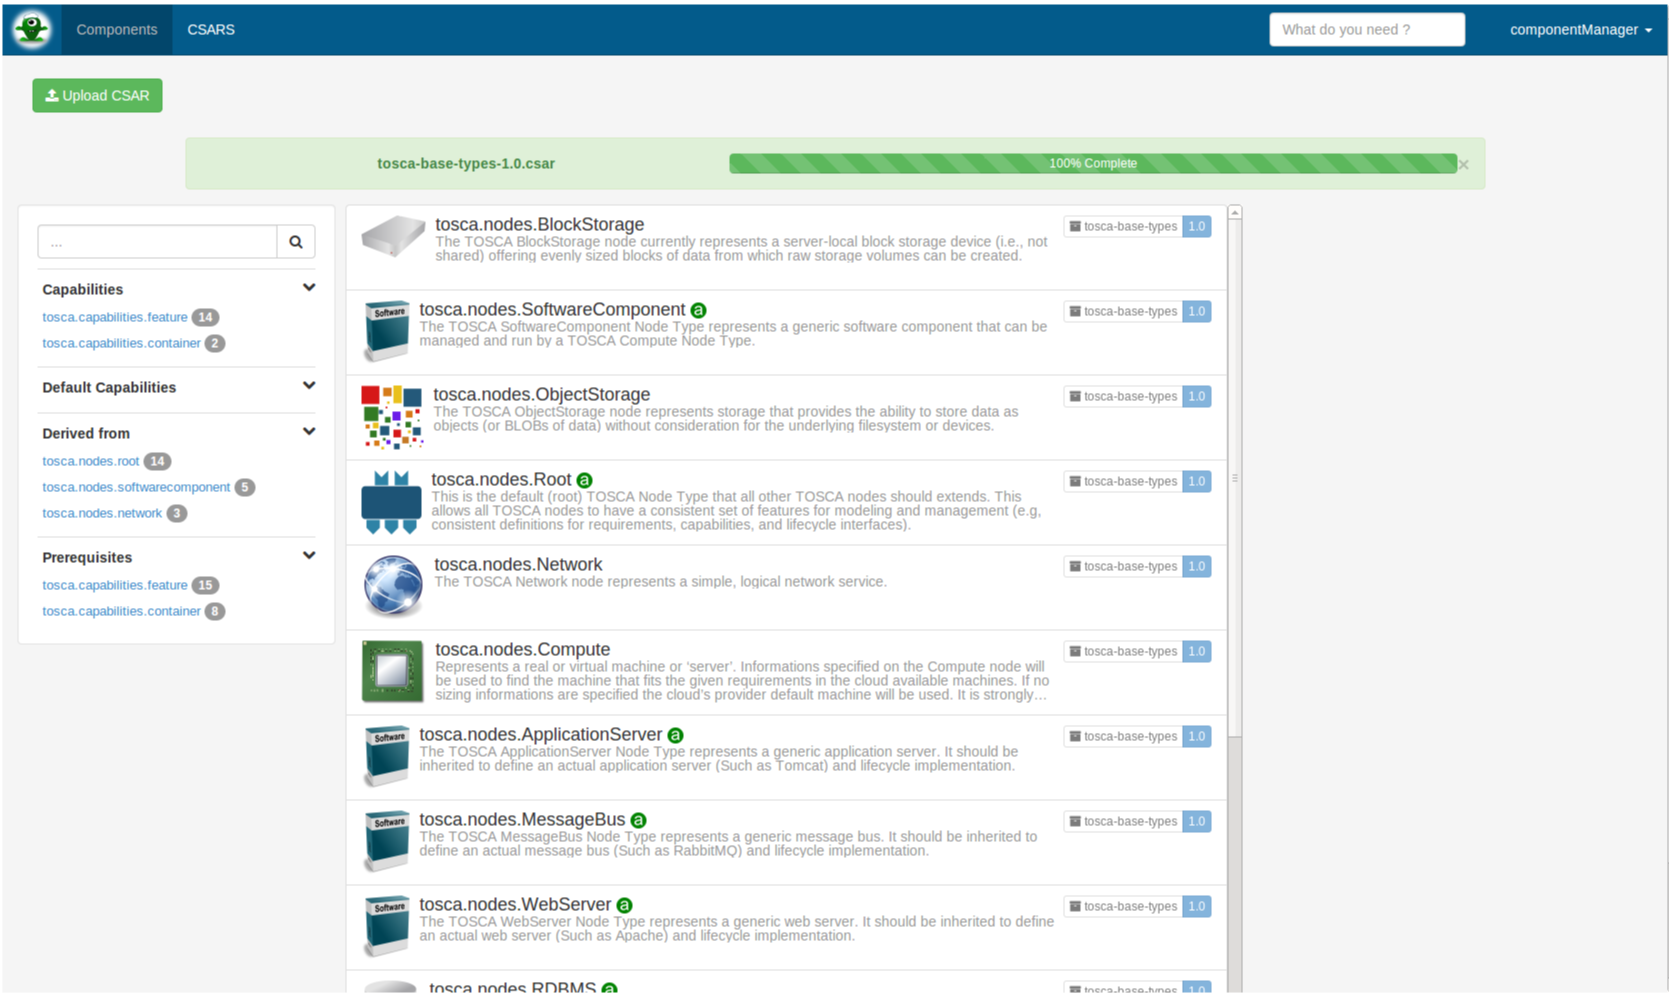 Components CSARS What do you need ? componentManager
Upload CSAR
tosca-base-types-1.0.csar 100% Complete ×
...
Capabilities
tosca.capabilities.feature 14
tosca.capabilities.container 2
Default Capabilities
Derived from
tosca.nodes.root 14
tosca.nodes.softwarecomponent 5
tosca.nodes.network 3
Prerequisites
tosca.capabilities.feature 15
tosca.capabilities.container 8
tosca.nodes.BlockStorage tosca-base-types 1.0
The TOSCA BlockStorage node currently represents a server-local block storage device (i.e., not
shared) offering evenly sized blocks of data from which raw storage volumes can be created.
Software
tosca.nodes.SoftwareComponent a tosca-base-types 1.0
The TOSCA SoftwareComponent Node Type represents a generic software component that can be
managed and run by a TOSCA Compute Node Type.
tosca.nodes.ObjectStorage tosca-base-types 1.0
The TOSCA ObjectStorage node represents storage that provides the ability to store data as
objects (or BLOBs of data) without consideration for the underlying filesystem or devices.
tosca.nodes.Root a tosca-base-types 1.0
This is the default (root) TOSCA Node Type that all other TOSCA nodes should extends. This
allows all TOSCA nodes to have a consistent set of features for modeling and management (e.g,
consistent definitions for requirements, capabilities, and lifecycle interfaces).
tosca.nodes.Network tosca-base-types 1.0
The TOSCA Network node represents a simple, logical network service.
tosca.nodes.Compute tosca-base-types 1.0
Represents a real or virtual machine or ‘server’. Informations specified on the Compute node will
be used to find the machine that fits the given requirements in the cloud available machines. If no
sizing informations are specified the cloud’s provider default machine will be used. It is strongly…
Software
tosca.nodes.ApplicationServer a tosca-base-types 1.0
The TOSCA ApplicationServer Node Type represents a generic application server. It should be
inherited to define an actual application server (Such as Tomcat) and lifecycle implementation.
Software
tosca.nodes.MessageBus a tosca-base-types 1.0
The TOSCA MessageBus Node Type represents a generic message bus. It should be inherited to
define an actual message bus (Such as RabbitMQ) and lifecycle implementation.
Software
tosca.nodes.WebServer a tosca-base-types 1.0
The TOSCA WebServer Node Type represents a generic web server. It should be inherited to define
an actual web server (Such as Apache) and lifecycle implementation.
tosca.nodes.RDBMS a tosca-base-types 1.0